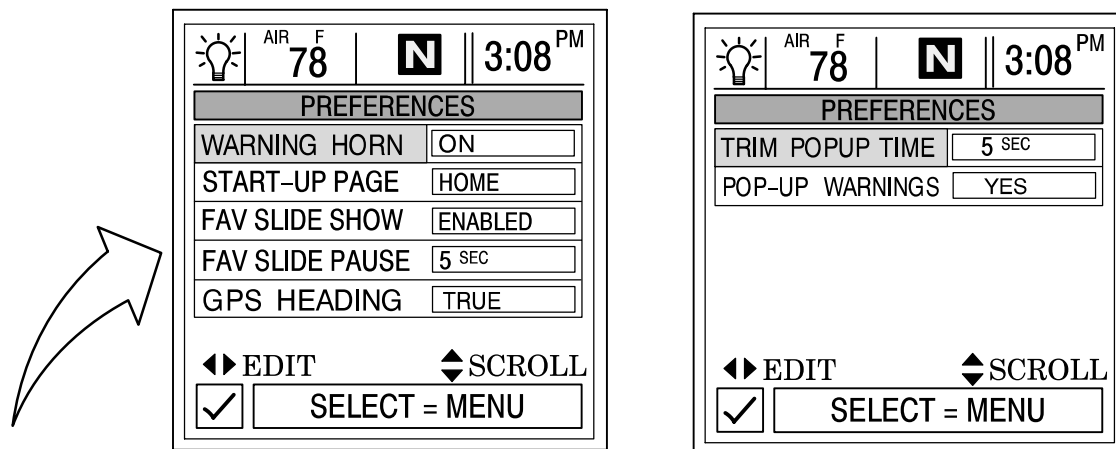 AIR F 78 N 3:08 PM
PREFERENCES
WARNING HORN ON
START–UP PAGE HOME
FAV SLIDE SHOW ENABLED
FAV SLIDE PAUSE 5 SEC
GPS HEADING TRUE
EDIT SCROLL
SELECT = MENU
AIR F 78 N 3:08 PM
PREFERENCES
TRIM POPUP TIME 5 SEC
POP–UP WARNINGS YES
EDIT SCROLL
SELECT = MENU